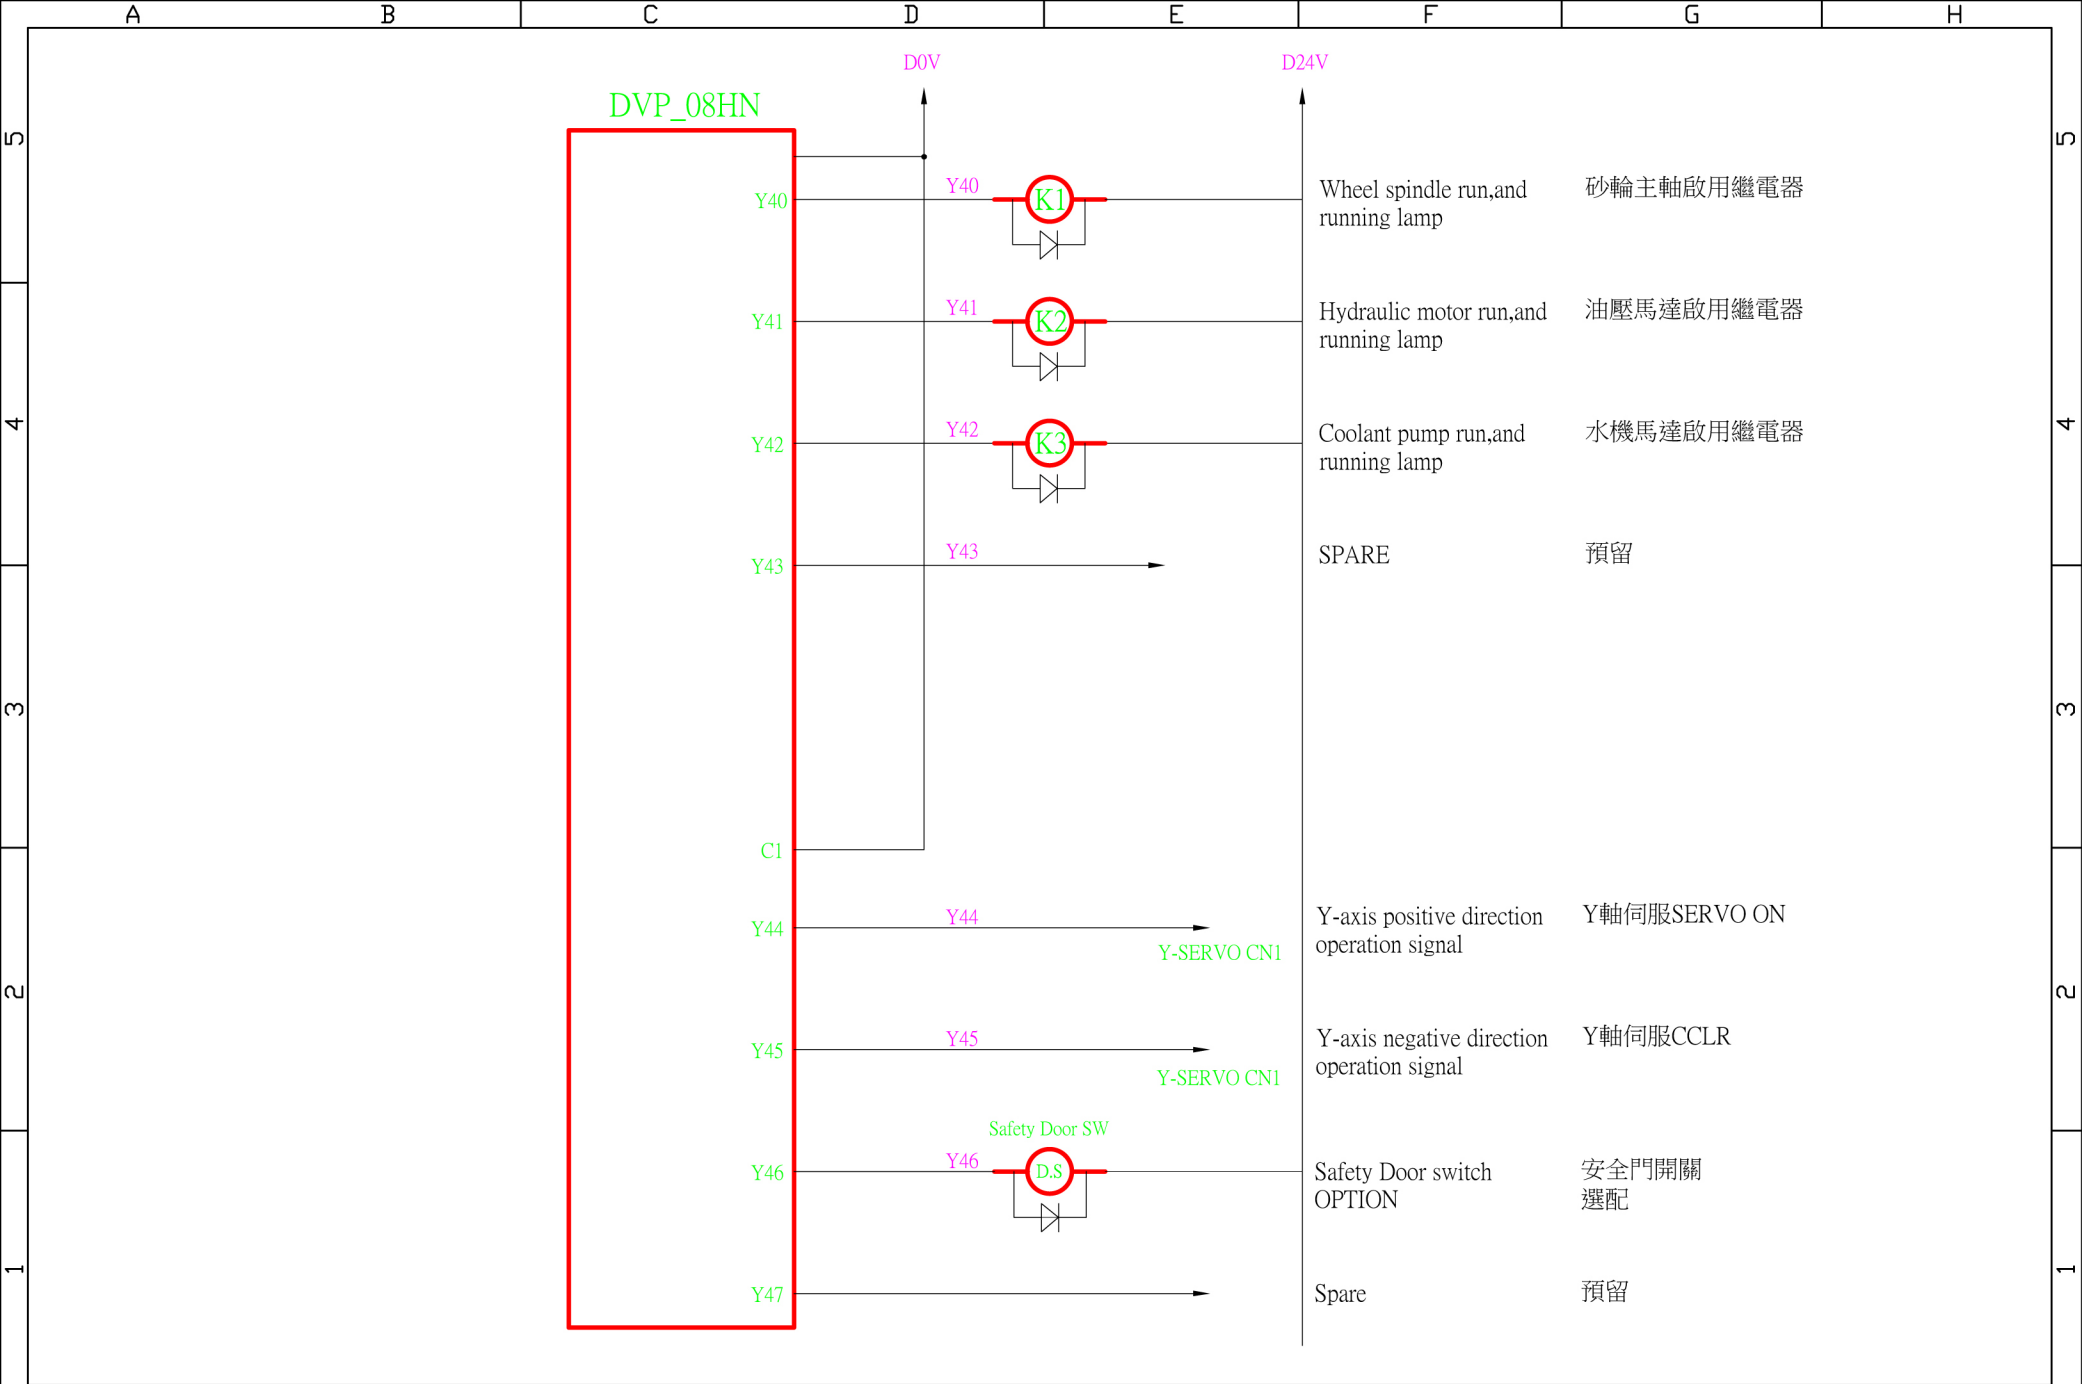 A B C D E F G H
D0V D24V
DVP_08HN
5 5
Y40 Y40 K1 Wheel spindle run,and 砂輪主軸啟用繼電器
running lamp
Y41 Y41 K2 Hydraulic motor run,and 油壓馬達啟用繼電器
running lamp
4 4
Y42 Y42 K3 Coolant pump run,and 水機馬達啟用繼電器
running lamp
Y43 Y43 SPARE 預留
3 3
C1
Y44 Y44 Y-axis positive direction Y軸伺服SERVO ON
operation signal
Y-SERVO CN1
2 2
Y45 Y45 Y-axis negative direction Y軸伺服CCLR
operation signal
Y-SERVO CN1
Safety Door SW
Y46 Y46 D.S Safety Door switch 安全門開關
OPTION 選配
1 1
Y47 Spare 預留